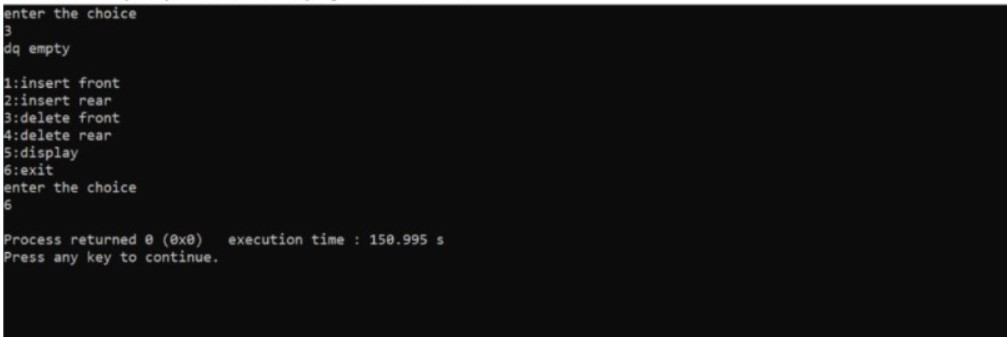 enter the choice
3
dq empty
1:insert front
2:insert rear
3:delete front
4:delete rear
5:display
6:exit
enter the choice
6
Process returned 0 (0x0)   execution time : 150.995 s
Press any key to continue.